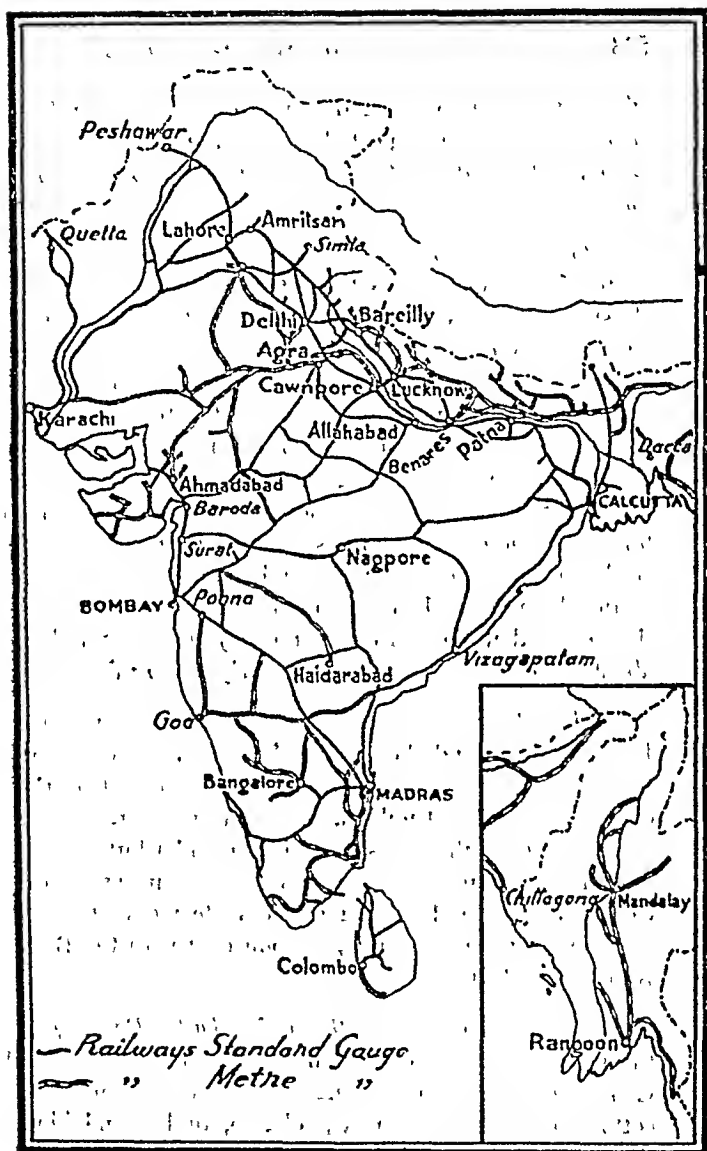 Peshawar
Quetta
Lahore
Amritsan
Simla
Delhi
Bareilly
Agra
Cawnpore
Lucknow
Karachi
Allahabad
Benares
Patna
Dacca
Ahmadabad
CALCUTTA
Baroda
Surat
Nagpore
BOMBAY
Poona
Haidarabad
Vizagapatam
Goa
Bangalore
MADRAS
Chittagong
Mandalay
Colombo
Rangoon
Railways Standard Gauge
" Metre "